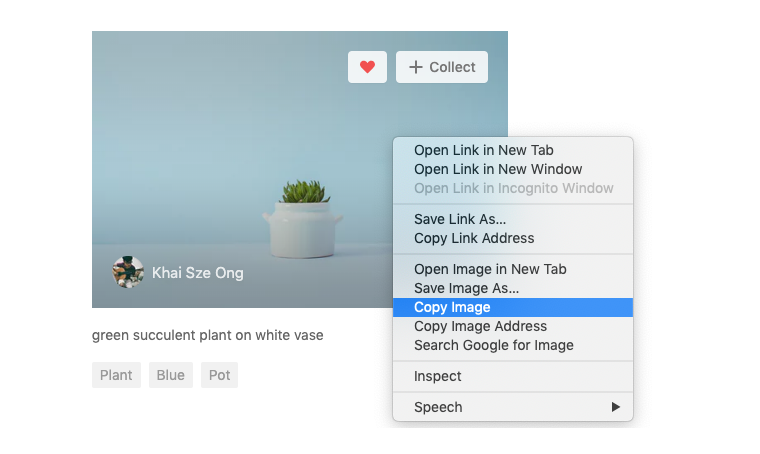 Collect
Open Link in New Tab
Open Link in New Window
Open Link in Incognito Window
Save Link As...
Copy Link Address
Open Image in New Tab
Save Image As...
Copy Image
Copy Image Address
Search Google for Image
Inspect
Speech
Khai Sze Ong
green succulent plant on white vase
Plant Blue Pot